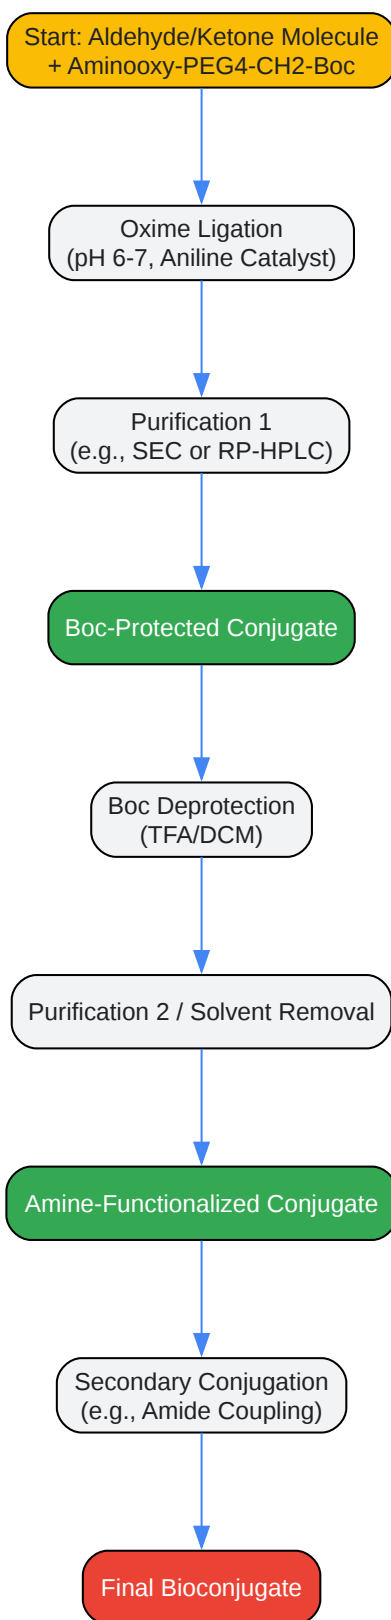 Start: Aldehyde/Ketone Molecule
+ Aminooxy-PEG4-CH2-Boc
Oxime Ligation
(pH 6-7, Aniline Catalyst)
Purification 1
(e.g., SEC or RP-HPLC)
Boc-Protected Conjugate
Boc Deprotection
(TFA/DCM)
Purification 2 / Solvent Removal
Amine-Functionalized Conjugate
Secondary Conjugation
(e.g., Amide Coupling)
Final Bioconjugate